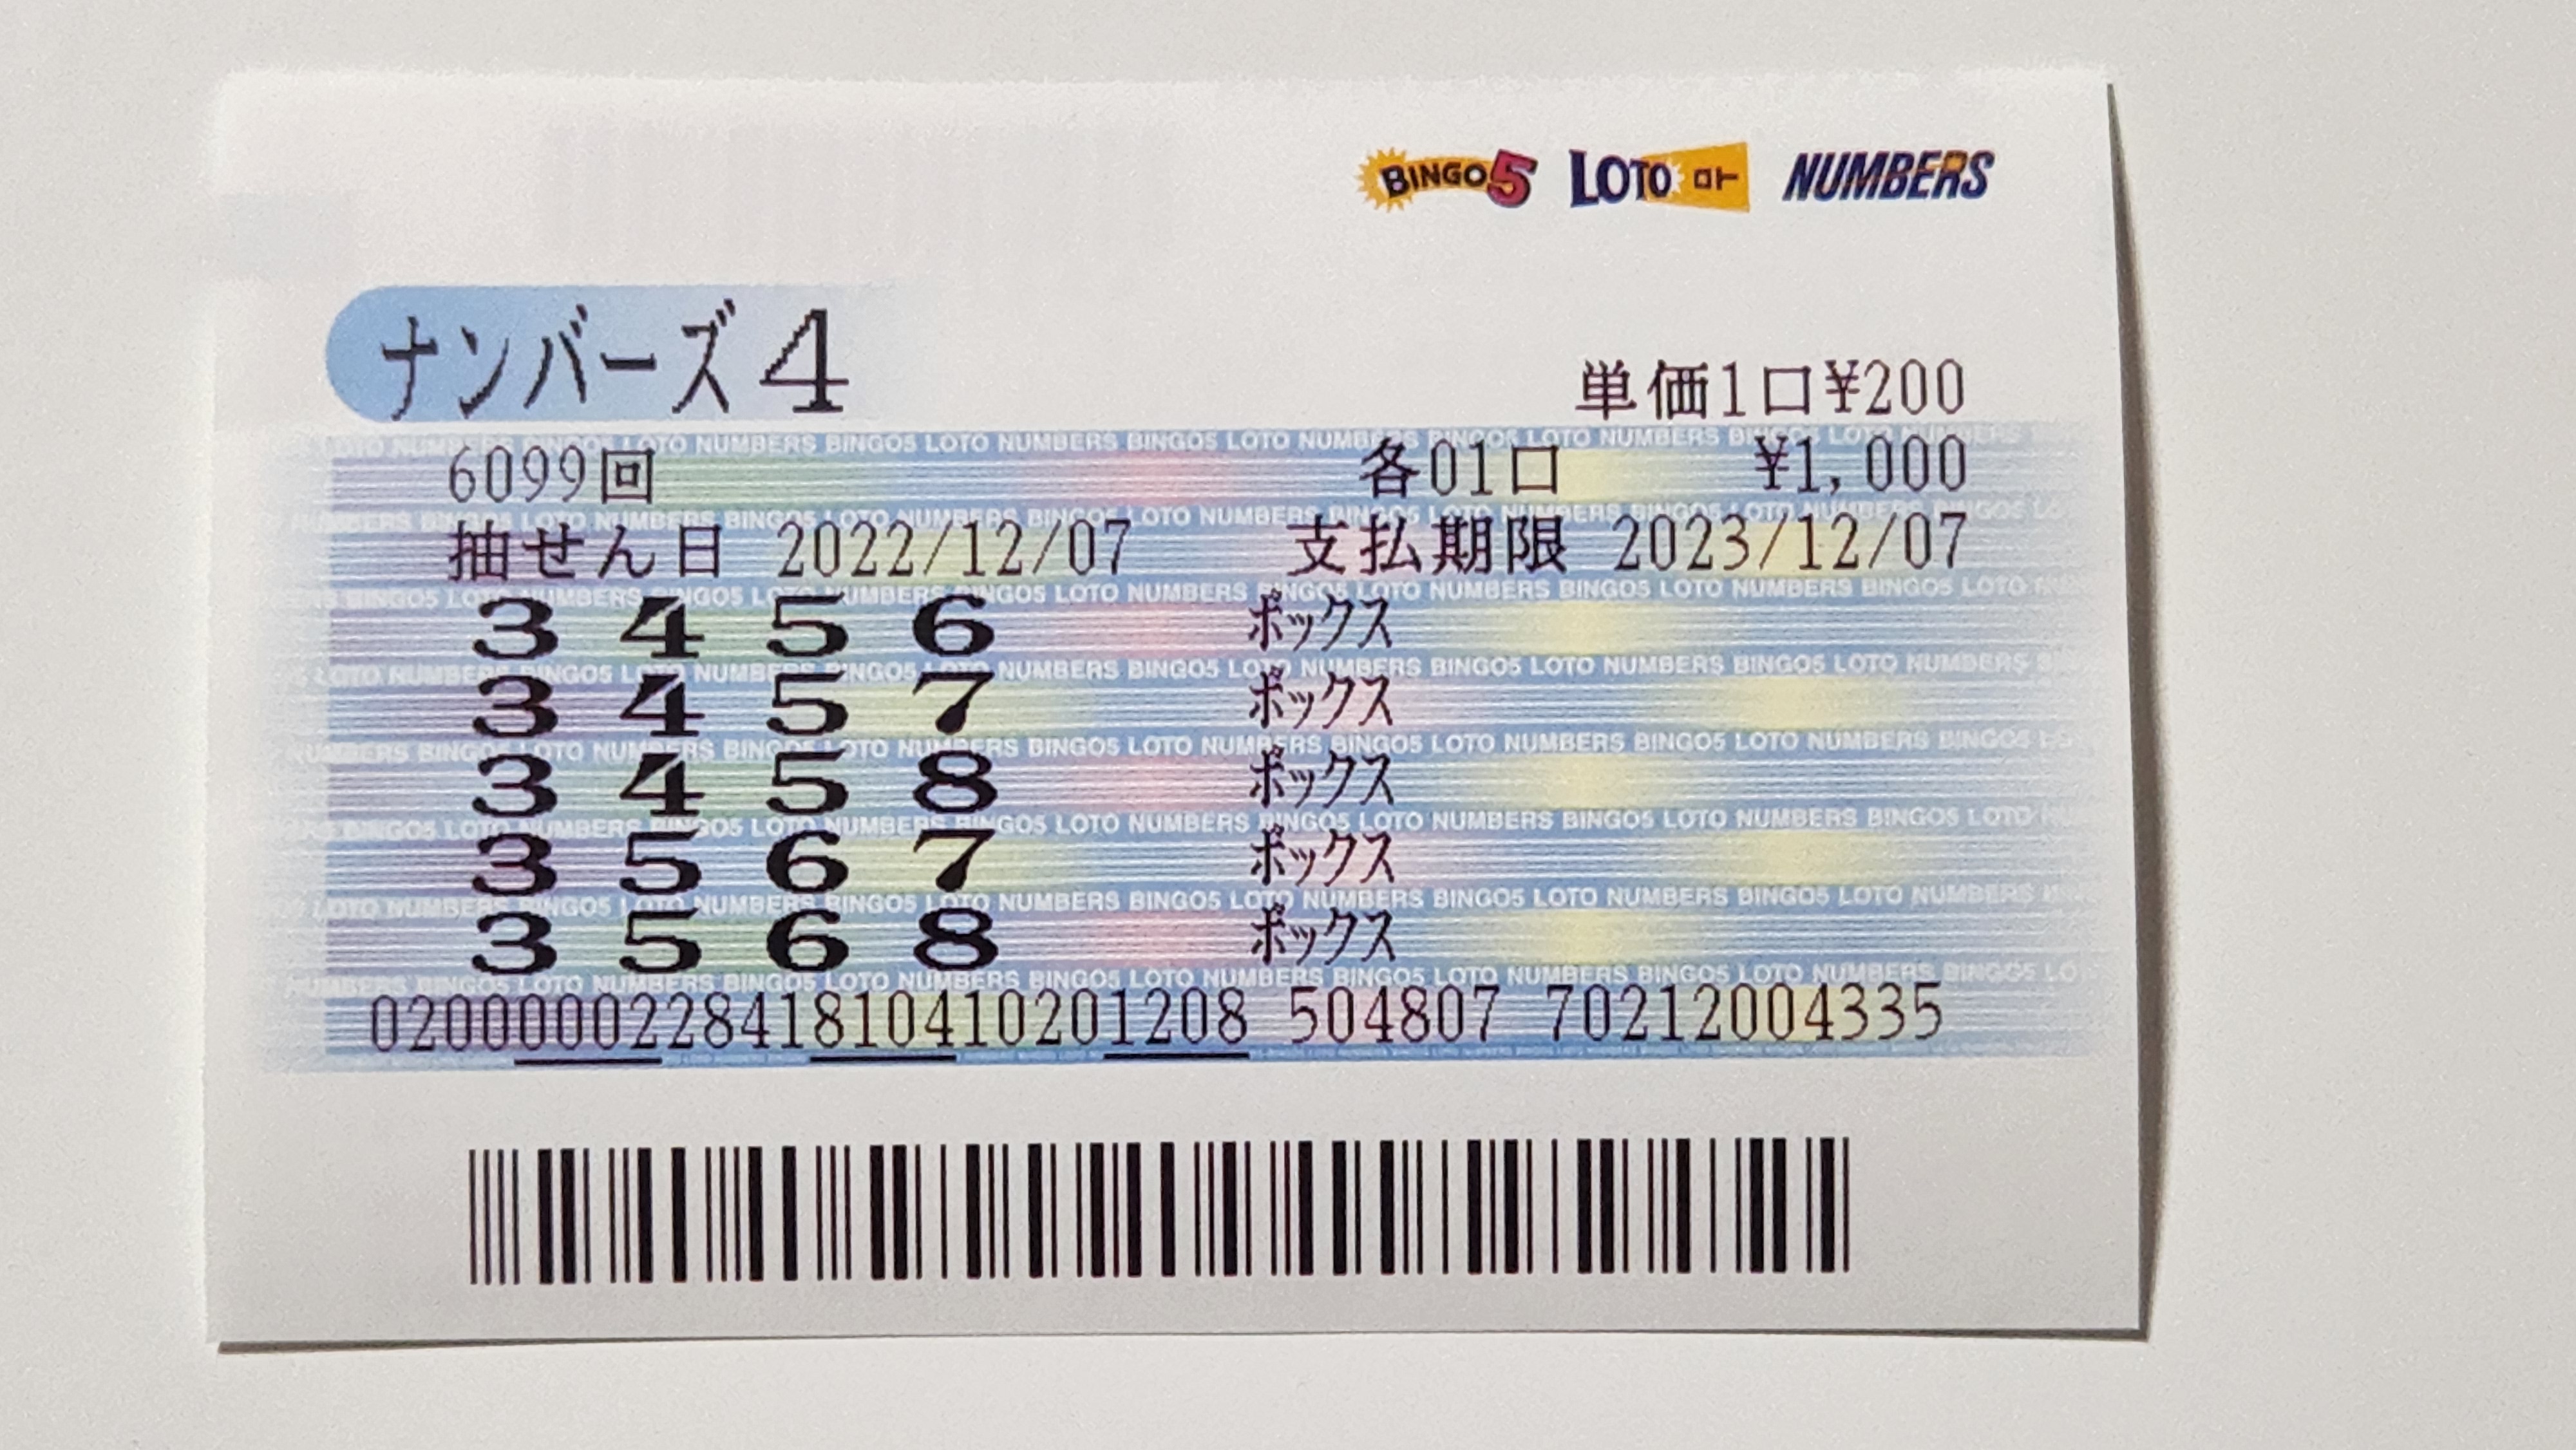 BINGO5 LOTO ロト NUMBERS
ナンバーズ4
単価1口¥200
6099回 各01口 ¥1,000
抽せん日 2022/12/07 支払期限 2023/12/07
3 4 5 6 ボックス
3 4 5 7 ボックス
3 4 5 8 ボックス
3 5 6 7 ボックス
3 5 6 8 ボックス
020000022841810410201208 504807 70212004335